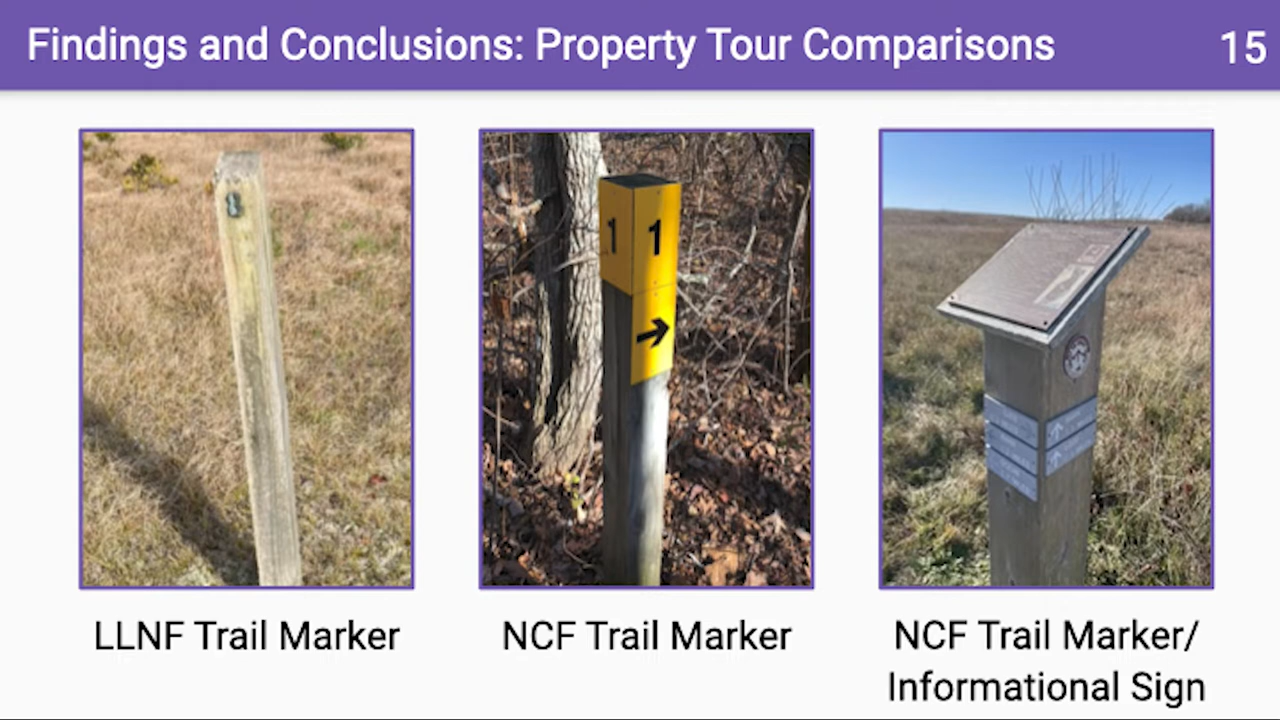 Findings and Conclusions: Property Tour Comparisons
15
1 1
LLNF Trail Marker
NCF Trail Marker
NCF Trail Marker/
Informational Sign